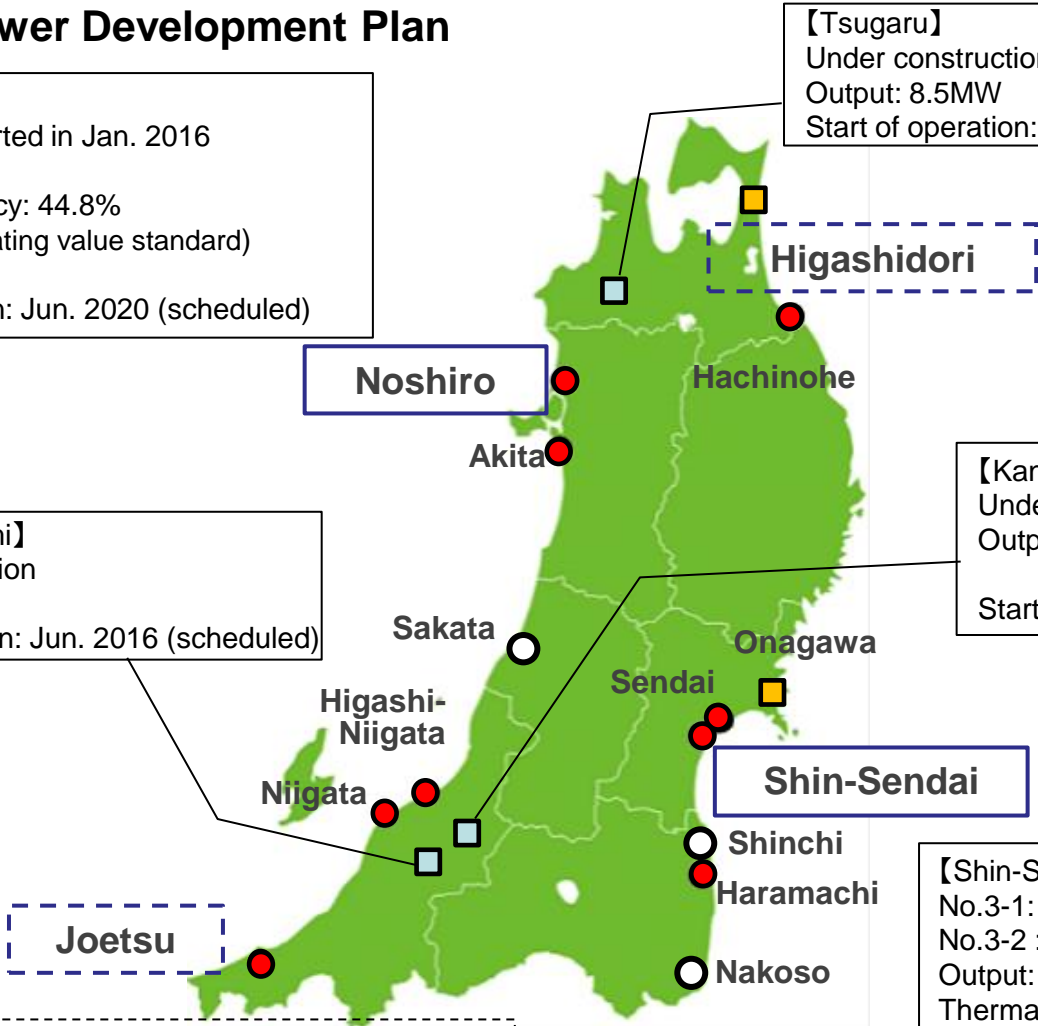 wer Development Plan
【Tsugaru】
Under construction
Output: 8.5MW
Start of operation:
rted in Jan. 2016
cy: 44.8%
ating value standard)
n: Jun. 2020 (scheduled)
Higashidori
Noshiro
Hachinohe
Akita
【Kar
Unde
Outp
Start
ni】
ion
n: Jun. 2016 (scheduled)
Sakata
Onagawa
Sendai
Higashi-
Niigata
Niigata
Shin-Sendai
Shinchi
Haramachi
【Shin-S
No.3-1:
No.3-2 :
Output:
Therma
Joetsu
Nakoso